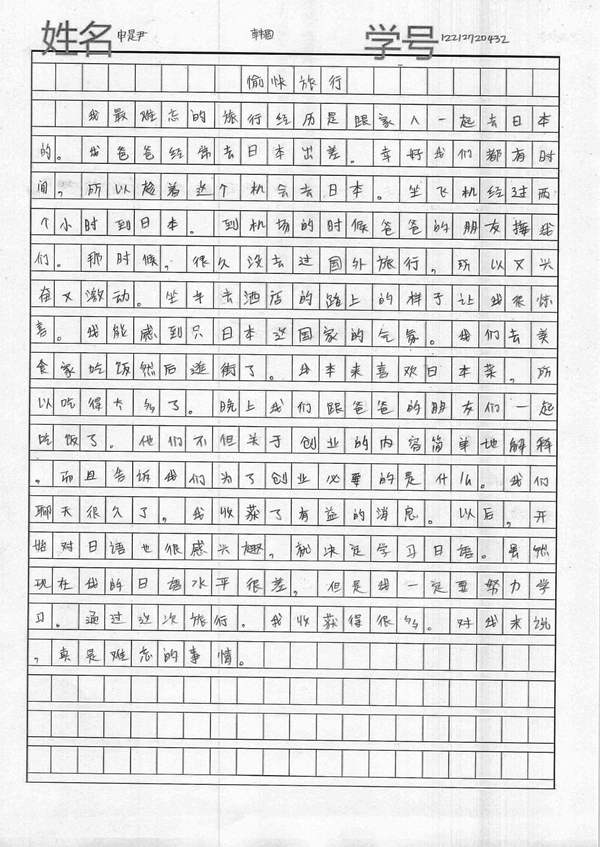 姓名 申是尹 韩国 学号 12212720432
愉快旅行
我最难忘的旅行经历是跟家人一起去日本
的。我爸爸经常去日本出差。幸好我们都有时
间，所以趁着这个机会去日本。坐飞机经过两
个小时到日本。到机场的时候爸爸的朋友接我
们。那时候，很久没去过国外旅行，所以又兴
奋又激动。坐车去酒店的路上的样子让我很惊
喜。我能感到只日本这国家的气氛。我们去美
食家吃饭然后逛街了。我本来喜欢日本菜，所
以吃得太多了。晚上我们跟爸爸的朋友们一起
吃饭了。他们不但关于创业的内容简单地解释
，而且告诉我们为了创业必要的是什么。我们
聊天很久了，我收获了有益的消息。以后，开
始对日语也很感兴趣，就决定学习日语。虽然
现在我的日语水平很差，但是我一定要努力学
习。通过这次旅行。我收获得很多。对我来说
，真是难忘的事情。